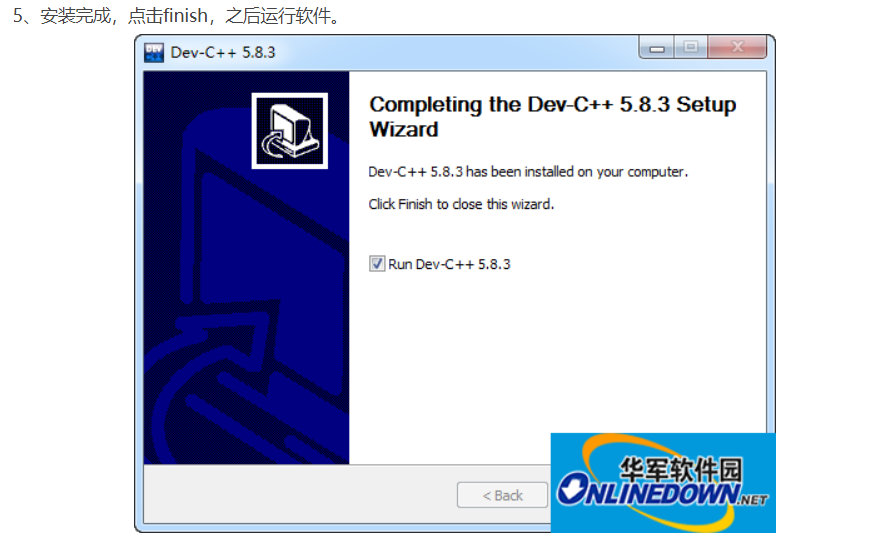 5、安装完成，点击finish，之后运行软件。
Dev-C++ 5.8.3
Completing the Dev-C++ 5.8.3 Setup
Wizard
Dev-C++ 5.8.3 has been installed on your computer.
Click Finish to close this wizard.
Run Dev-C++ 5.8.3
< Back
华军软件园
ONLINEDOWN.NET